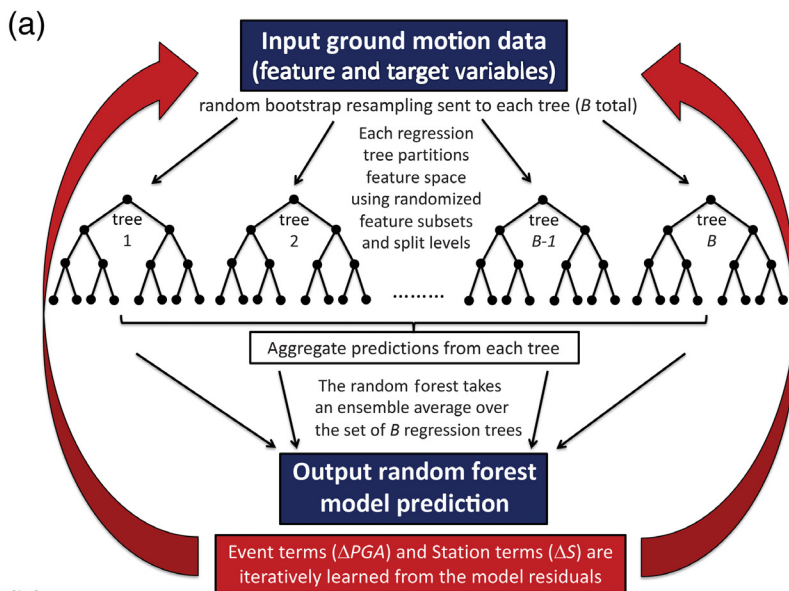 (a)
Input ground motion data
(feature and target variables)
random bootstrap resampling sent to each tree (B total)
Each regression
tree partitions
feature space
using randomized
feature subsets
and split levels
tree
1
tree
2
tree
B-1
tree
B
.........
Aggregate predictions from each tree
The random forest takes
an ensemble average over
the set of B regression trees
Output random forest
model prediction
Event terms (ΔPGA) and Station terms (ΔS) are
iteratively learned from the model residuals